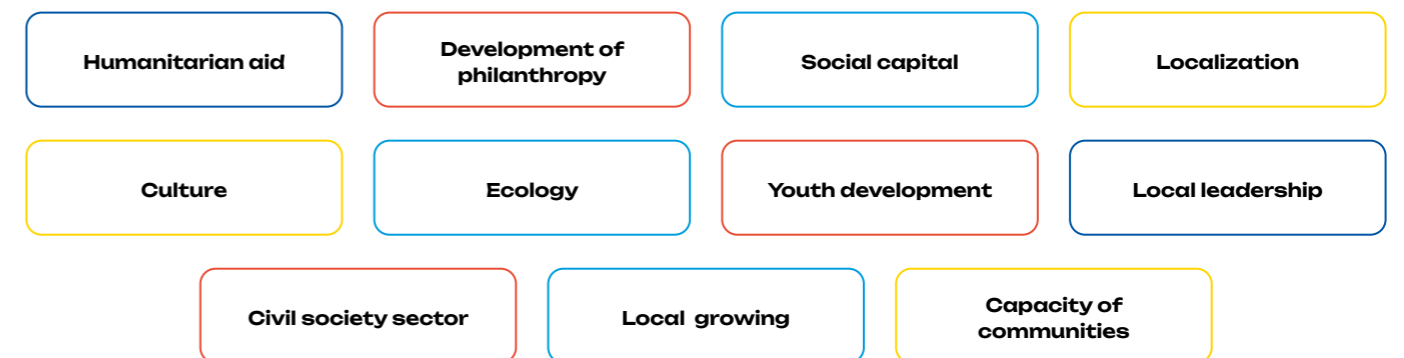 Humanitarian aid
Development of
philanthropy
Social capital
Localization
Culture
Ecology
Youth development
Local leadership
Civil society sector
Local  growing
Capacity of
communities